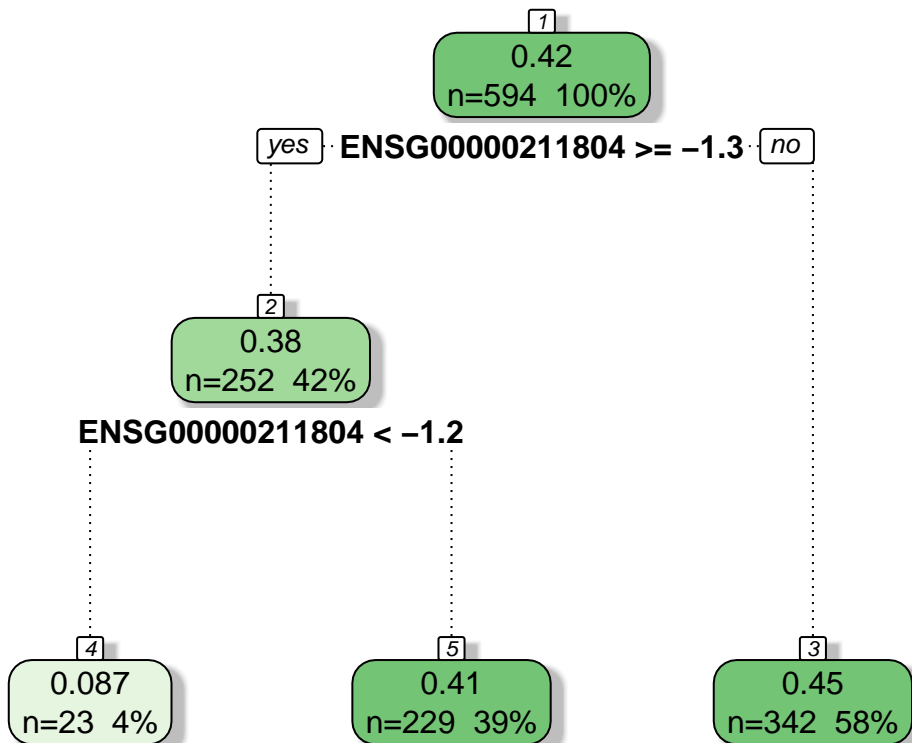 1
0.42
n=594 100%
yes ENSG00000211804 >= −1.3 no
2
0.38
n=252 42%
ENSG00000211804 < −1.2
4 5 3
0.087 0.41 0.45
n=23 4% n=229 39% n=342 58%